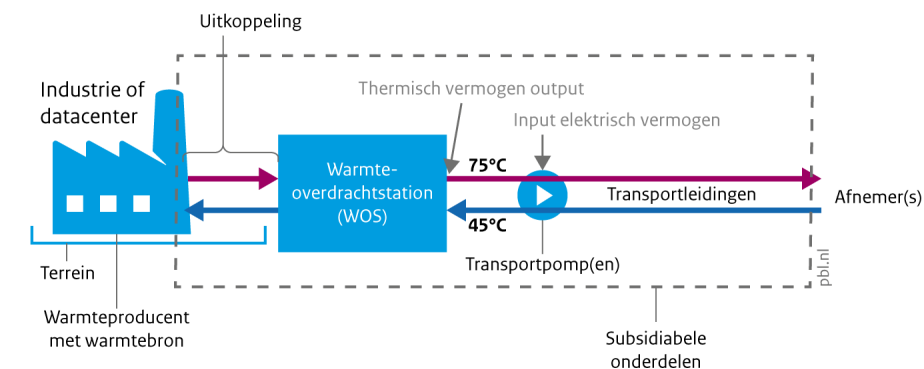 Uitkoppeling
Industrie of
datacenter
Thermisch vermogen output
Input elektrisch vermogen
Warmte-
overdrachtstation
(WOS)
75°C
Transportleidingen
Afnemer(s)
45°C
Transportpomp(en)
Terrein
Warmteproducent
met warmtebron
pbl.nl
Subsidiabele
onderdelen